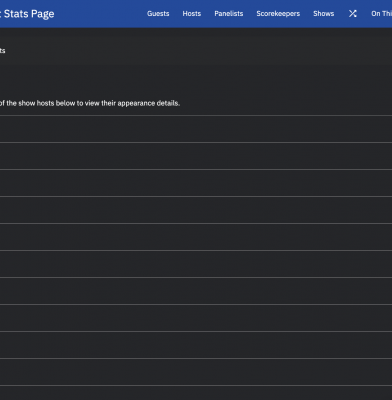 t Stats Page Guests Hosts Panelists Scorekeepers Shows On Thi
ts
of the show hosts below to view their appearance details.